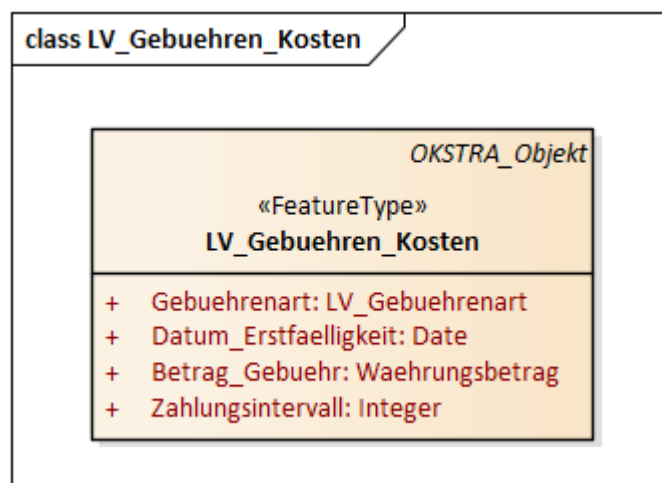 class LV_Gebuehren_Kosten
OKSTRA_Objekt
«FeatureType»
LV_Gebuehren_Kosten
+ Gebuehrenart: LV_Gebuehrenart
+ Datum_Erstfaelligkeit: Date
+ Betrag_Gebuehr: Waehrungsbetrag
+ Zahlungsintervall: Integer